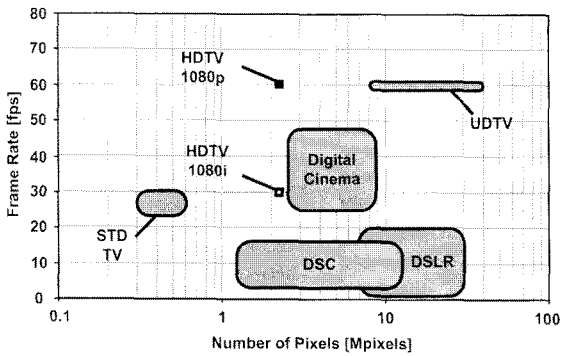 80
70
60
50
40
30
20
10
0
Frame Rate [fps]
HDTV
1080p
UDTV
HDTV
1080i
Digital
Cinema
STD
TV
DSC
DSLR
0.1
1
10
100
Number of Pixels [Mpixels]